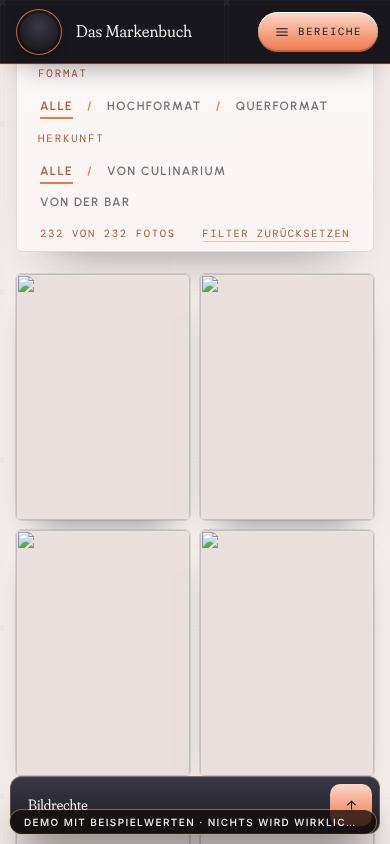 Das Markenbuch
BEREICHE
FORMAT
ALLE / HOCHFORMAT / QUERFORMAT
HERKUNFT
ALLE / VON CULINARIUM
VON DER BAR
232 VON 232 FOTOS FILTER ZURÜCKSETZEN
Bildrechte
DEMO MIT BEISPIELWERTEN · NICHTS WIRD WIRKLIC…